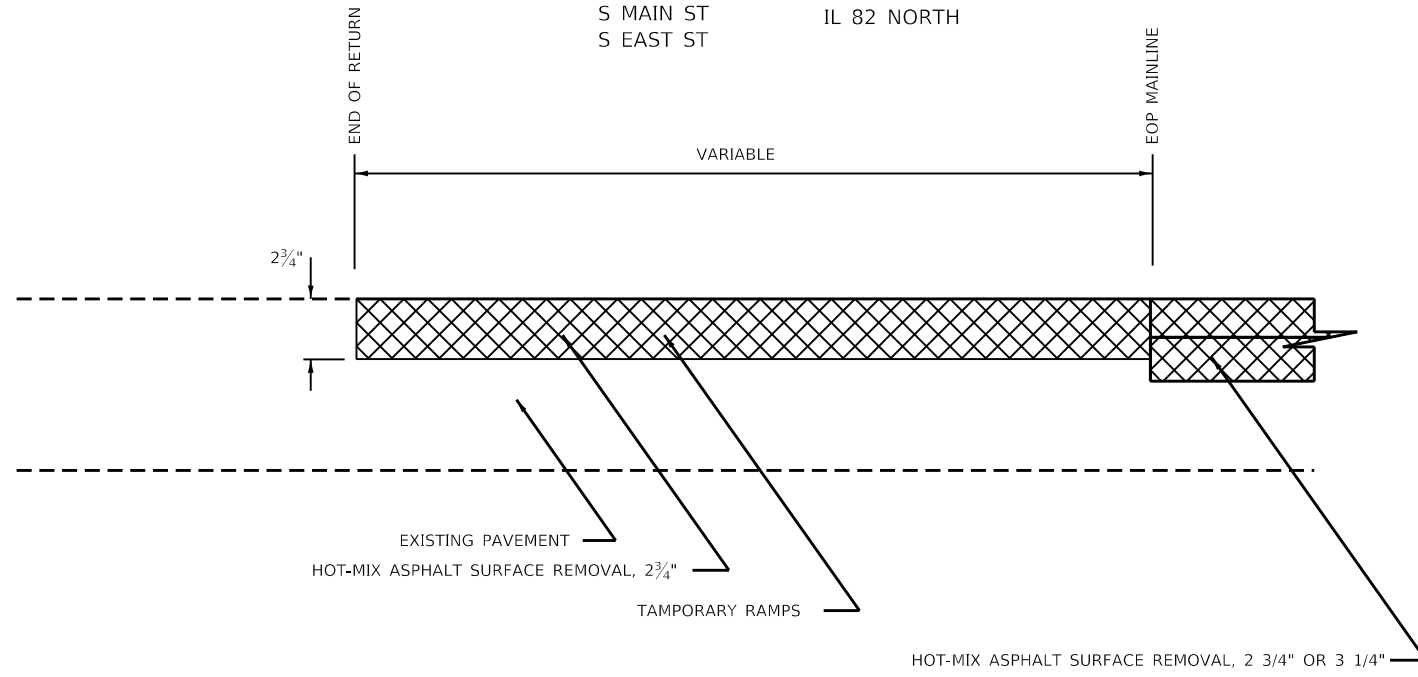 S MAIN ST
IL 82 NORTH
S EAST ST
END OF RETURN
EOP MAINLINE
VARIABLE
2¾"
EXISTING PAVEMENT
HOT-MIX ASPHALT SURFACE REMOVAL, 2¾"
TAMPORARY RAMPS
HOT-MIX ASPHALT SURFACE REMOVAL, 2 3/4" OR 3 1/4"